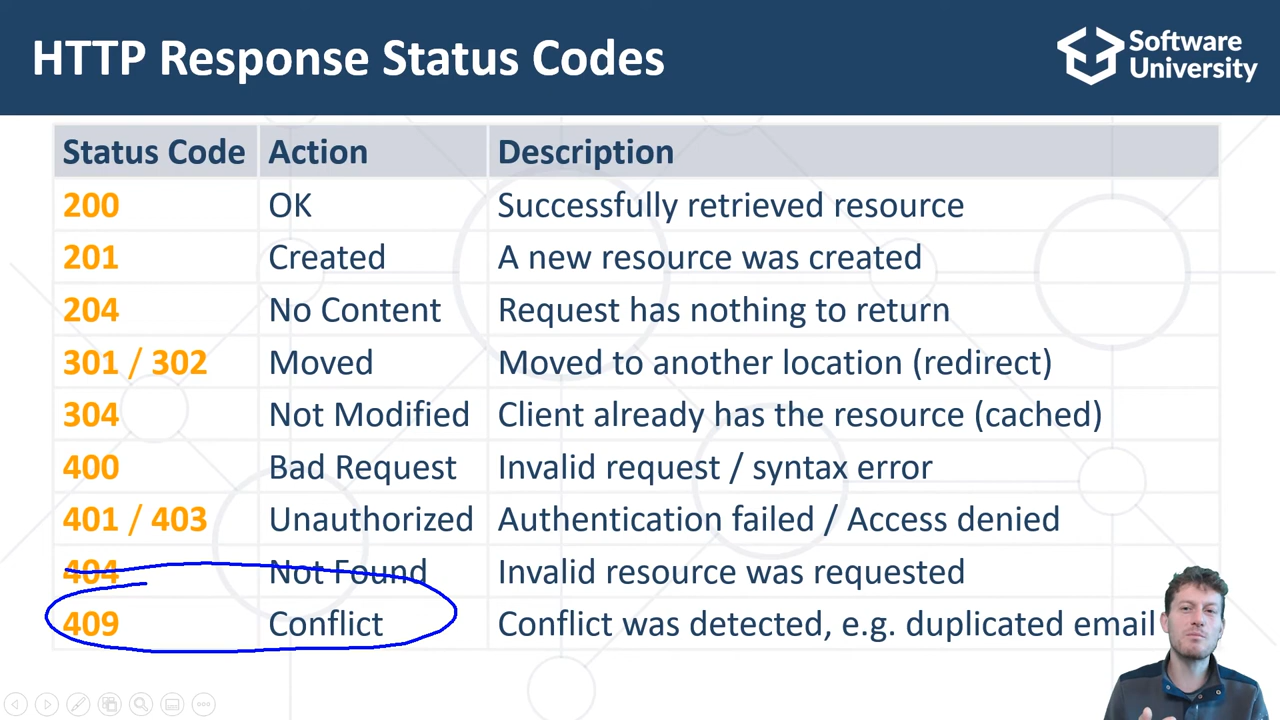 HTTP Response Status Codes
Software
University
Status Code Action Description
200 OK Successfully retrieved resource
201 Created A new resource was created
204 No Content Request has nothing to return
301 / 302 Moved Moved to another location (redirect)
304 Not Modified Client already has the resource (cached)
400 Bad Request Invalid request / syntax error
401 / 403 Unauthorized Authentication failed / Access denied
404 Not Found Invalid resource was requested
409 Conflict Conflict was detected, e.g. duplicated email